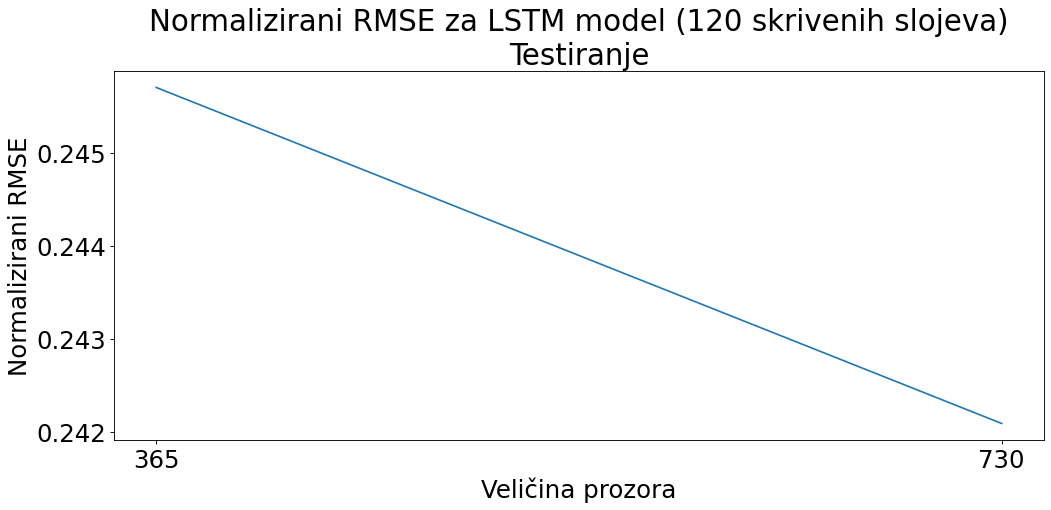 Normalizirani RMSE za LSTM model (120 skrivenih slojeva)
Testiranje
Normalizirani RMSE
0.245
0.244
0.243
0.242
365
730
Veličina prozora